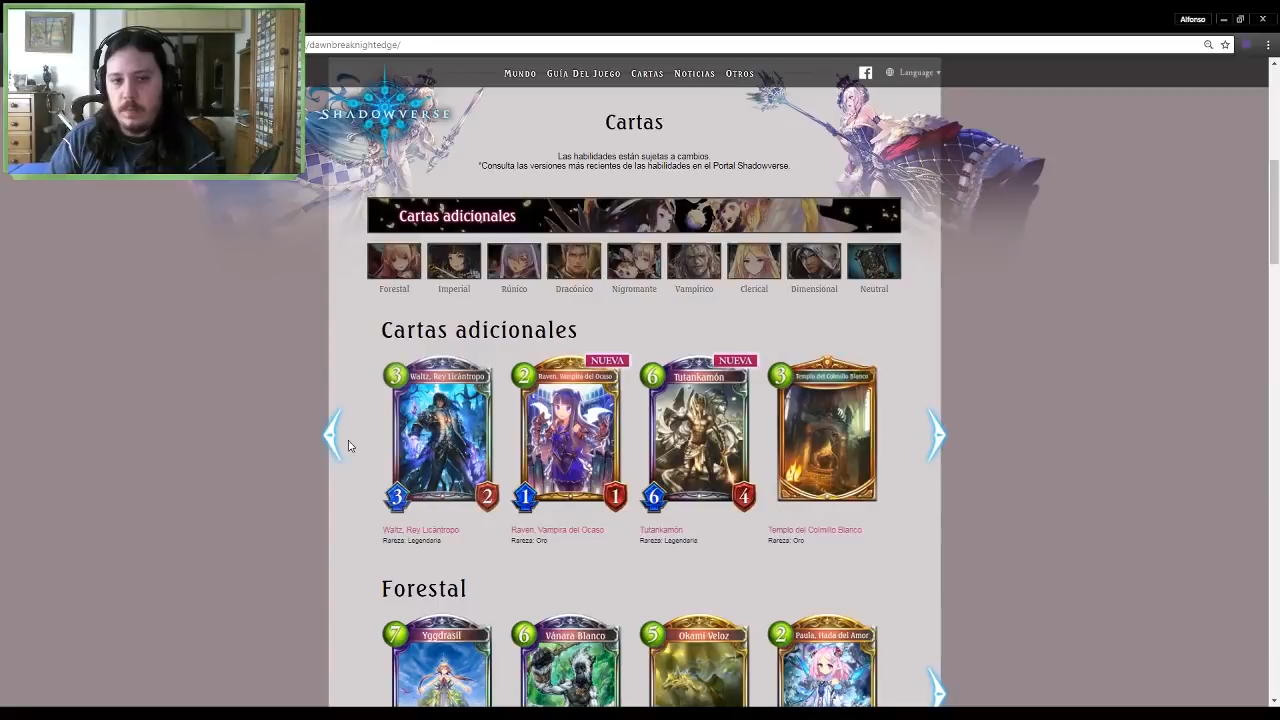 Alfonso
/dawnbreaknightedge/
Mundo Guía Del Juego Cartas Noticias Otros
Language
Shadowverse
Cartas
Las habilidades están sujetas a cambios
*Consulta las versiones más recientes de las habilidades en el Portal Shadowverse.
Cartas adicionales
Forestal Imperial Rúnico Dracónico Nigromante Vampírico Clerical Dimensional Neutral
Cartas adicionales
NUEVA NUEVA
3 Waltz, Rey Licántropo 2 Raven, Vampira del Ocaso 6 Tutankamón 3 Templo del Colmillo Blanco
3 2 1 1 6 4
Waltz, Rey Licántropo Raven, Vampira del Ocaso Tutankamón Templo del Colmillo Blanco
Rareza: Legendaria Rareza: Oro Rareza: Legendaria Rareza: Oro
Forestal
7 Yggdrasil 6 Vánara Blanco 5 Okami Veloz 2 Paula, Hada del Amor